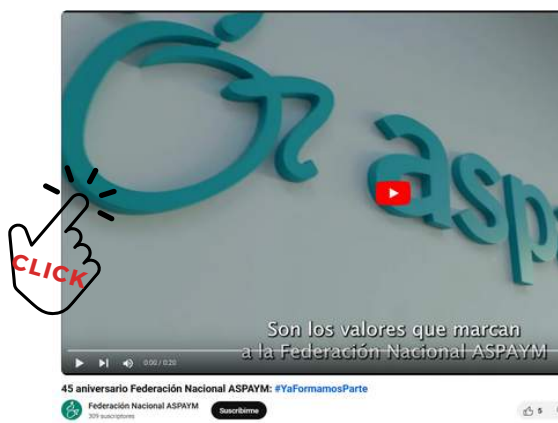 asp
CLICK
Son los valores que marcan
a la Federación Nacional ASPAYM
0:00 / 0:20
45 aniversario Federación Nacional ASPAYM: #YaFormamosParte
Federación Nacional ASPAYM
309 suscriptores
Suscribirme
5